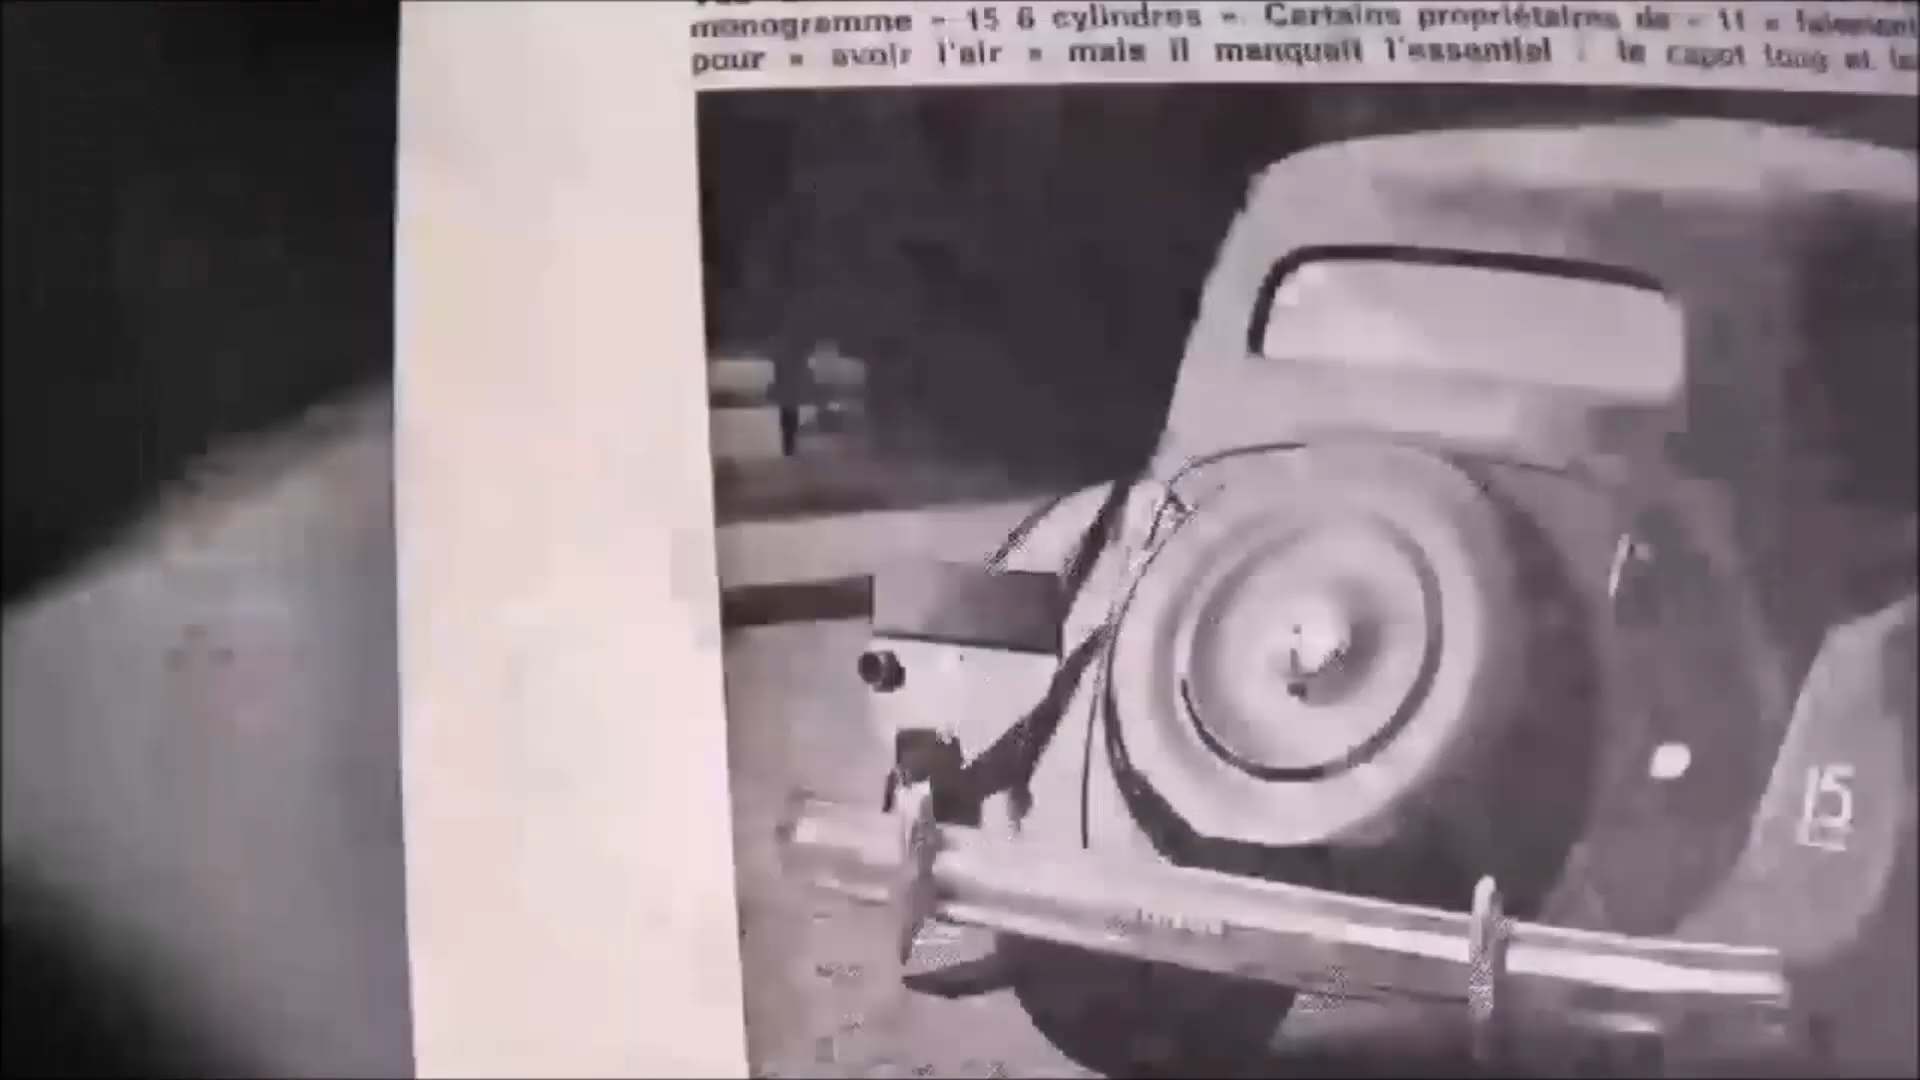 monogramme « 15 6 cylindres ». Certains propriétaires de « 11 »
pour « avoir l'air » mais il manquait l'essentiel : le capot long et
15